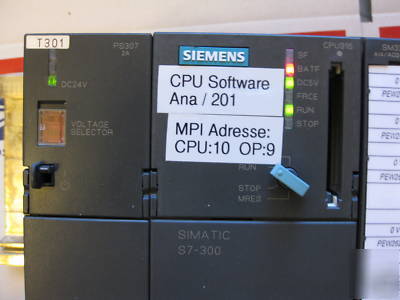 T301
PS307
2A
DC24V
VOLTAGE
SELECTOR
SIEMENS
CPU Software
Ana / 201
MPI Adresse:
CPU:10 OP:9
SF
BATF
DC5V
FRCE
RUN
STOP
RUN
STOP
MRES
SIMATIC
S7-300